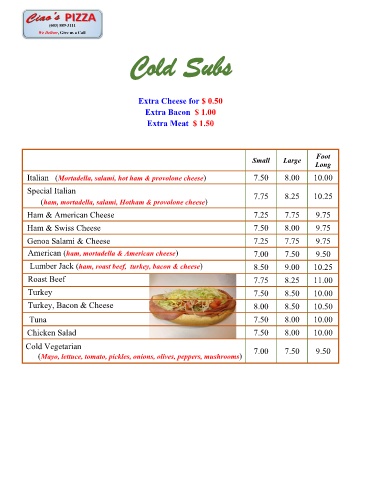 Ciao's PIZZA
(603) 889-3111
We Deliver, Give us a Call
Cold Subs
Extra Cheese for $ 0.50
Extra Bacon $ 1.00
Extra Meat $ 1.50
Small Large Foot Long
Italian (Mortadella, salami, hot ham & provolone cheese) 7.50 8.00 10.00
Special Italian
(ham, mortadella, salami, Hotham & provolone cheese) 7.75 8.25 10.25
Ham & American Cheese 7.25 7.75 9.75
Ham & Swiss Cheese 7.50 8.00 9.75
Genoa Salami & Cheese 7.25 7.75 9.75
American (ham, mortadella & American cheese) 7.00 7.50 9.50
Lumber Jack (ham, roast beef, turkey, bacon & cheese) 8.50 9.00 10.25
Roast Beef 7.75 8.25 11.00
Turkey 7.50 8.50 10.00
Turkey, Bacon & Cheese 8.00 8.50 10.50
Tuna 7.50 8.00 10.00
Chicken Salad 7.50 8.00 10.00
Cold Vegetarian
(Mayo, lettuce, tomato, pickles, onions, olives, peppers, mushrooms) 7.00 7.50 9.50